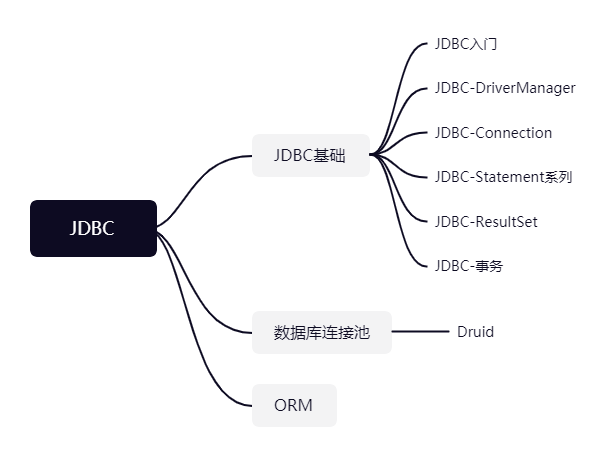 JDBC
JDBC基础
JDBC入门
JDBC-DriverManager
JDBC-Connection
JDBC-Statement系列
JDBC-ResultSet
JDBC-事务
数据库连接池
Druid
ORM